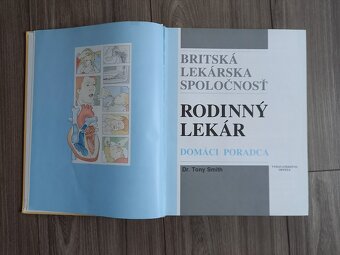 BRITSKÁ
LEKÁRSKA
SPOLOČNOSŤ
RODINNÝ
LEKÁR
DOMÁCI PORADCA
Dr. Tony Smith